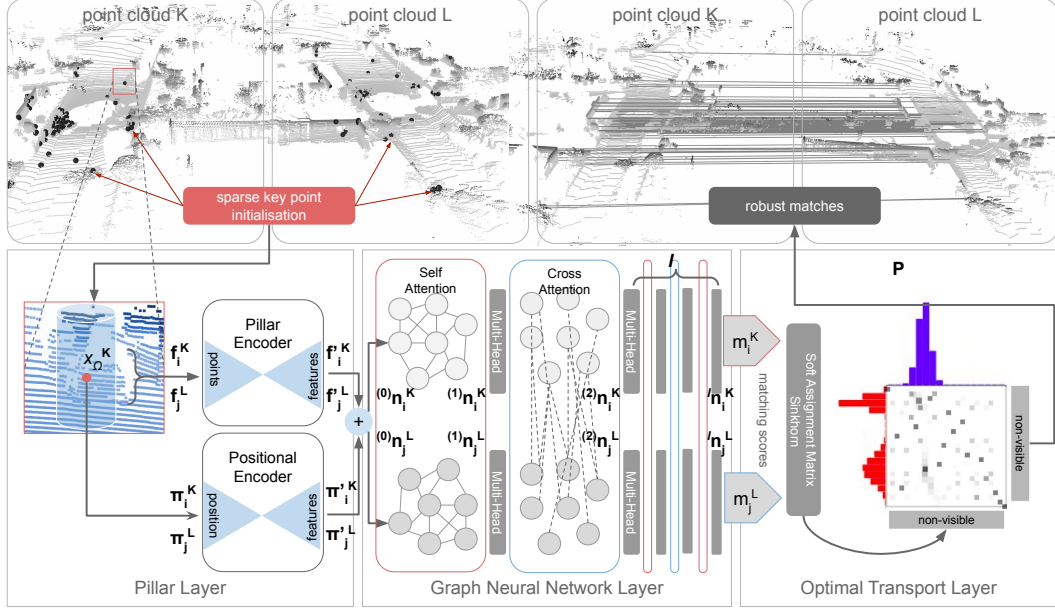 point cloud K
point cloud L
point cloud K
point cloud L
sparse key point
initialisation
robust matches
x_Ω^K
f_i^K
f_j^L
Pillar
Encoder
points
features
f'_i^K
f'_j^L
+
Positional
Encoder
position
features
π_i^K
π_j^L
π'_i^K
π'_j^L
Pillar Layer
Self
Attention
Cross
Attention
Multi-Head
Multi-Head
Multi-Head
Multi-Head
l
^(0)n_i^K
^(1)n_i^K
^(2)n_i^K
^l n_i^K
^(0)n_j^L
^(1)n_j^L
^(2)n_j^L
^l n_j^L
Graph Neural Network Layer
m_i^K
matching scores
m_j^L
Soft Assignment Matrix
Sinkhorn
P
non-visible
non-visible
Optimal Transport Layer